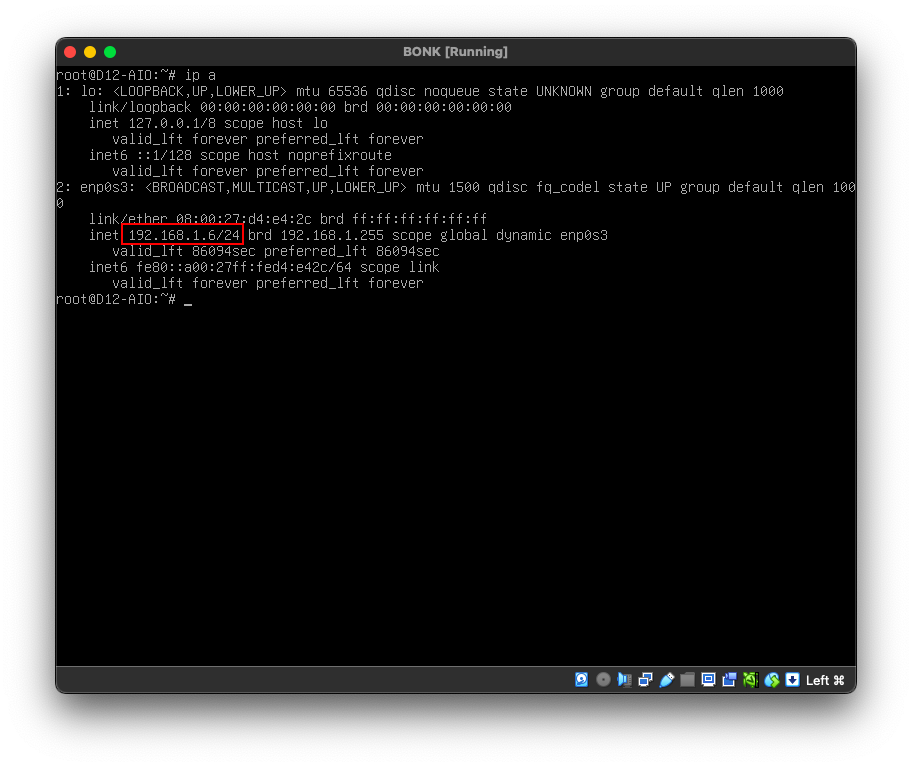 BONK [Running]
root@D12-AIO:~# ip a
1: lo: <LOOPBACK,UP,LOWER_UP> mtu 65536 qdisc noqueue state UNKNOWN group default qlen 1000
    link/loopback 00:00:00:00:00:00 brd 00:00:00:00:00:00
    inet 127.0.0.1/8 scope host lo
       valid_lft forever preferred_lft forever
    inet6 ::1/128 scope host noprefixroute
       valid_lft forever preferred_lft forever
2: enp0s3: <BROADCAST,MULTICAST,UP,LOWER_UP> mtu 1500 qdisc fq_codel state UP group default qlen 100
0
    link/ether 08:00:27:d4:e4:2c brd ff:ff:ff:ff:ff:ff
    inet 192.168.1.6/24 brd 192.168.1.255 scope global dynamic enp0s3
       valid_lft 86094sec preferred_lft 86094sec
    inet6 fe80::a00:27ff:fed4:e42c/64 scope link
       valid_lft forever preferred_lft forever
root@D12-AIO:~# _
Left ⌘